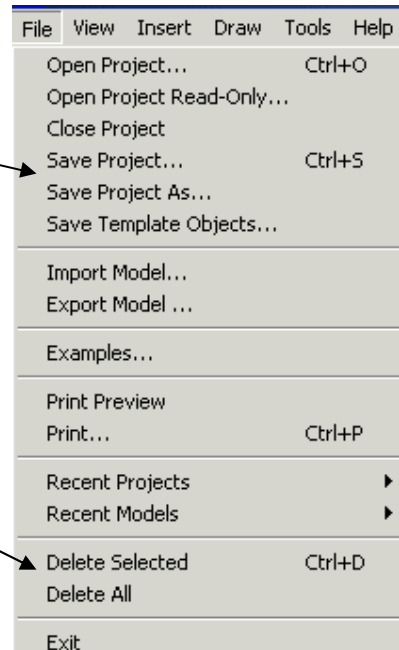 File View Insert Draw Tools Help
Open Project... Ctrl+O
Open Project Read-Only...
Close Project
Save Project... Ctrl+S
Save Project As...
Save Template Objects...
Import Model...
Export Model ...
Examples...
Print Preview
Print... Ctrl+P
Recent Projects
Recent Models
Delete Selected Ctrl+D
Delete All
Exit